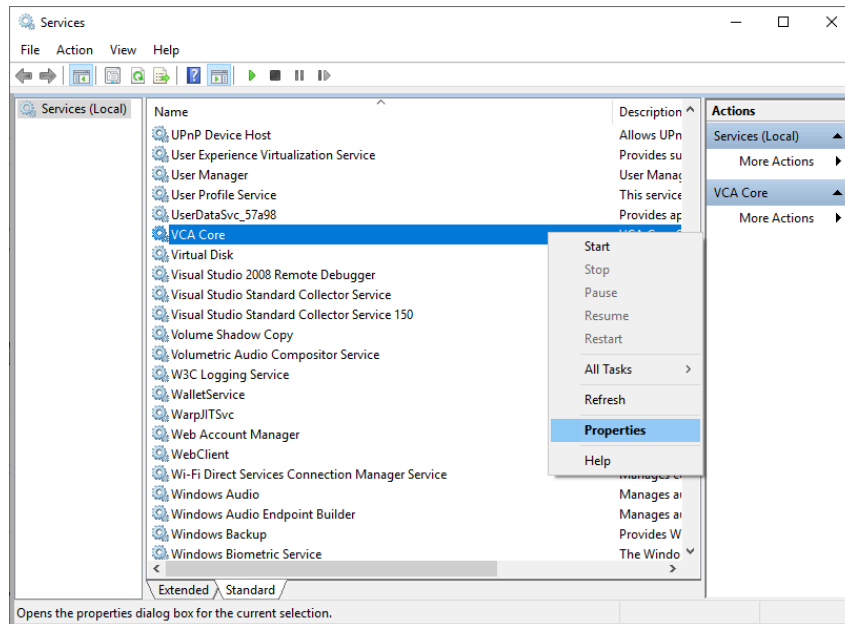 Services
File Action View Help
Services (Local)
Name Description
UPnP Device Host Allows UPn
User Experience Virtualization Service Provides su
User Manager User Manag
User Profile Service This service
UserDataSvc_57a98 Provides ap
VCA Core
Virtual Disk
Visual Studio 2008 Remote Debugger
Visual Studio Standard Collector Service
Visual Studio Standard Collector Service 150
Volume Shadow Copy
Volumetric Audio Compositor Service
W3C Logging Service
WalletService
WarpJITSvc
Web Account Manager
WebClient
Wi-Fi Direct Services Connection Manager Service
Windows Audio Manages au
Windows Audio Endpoint Builder Manages au
Windows Backup Provides W
Windows Biometric Service The Windo
Start
Stop
Pause
Resume
Restart
All Tasks
Refresh
Properties
Help
Extended Standard
Actions
Services (Local)
More Actions
VCA Core
More Actions
Opens the properties dialog box for the current selection.